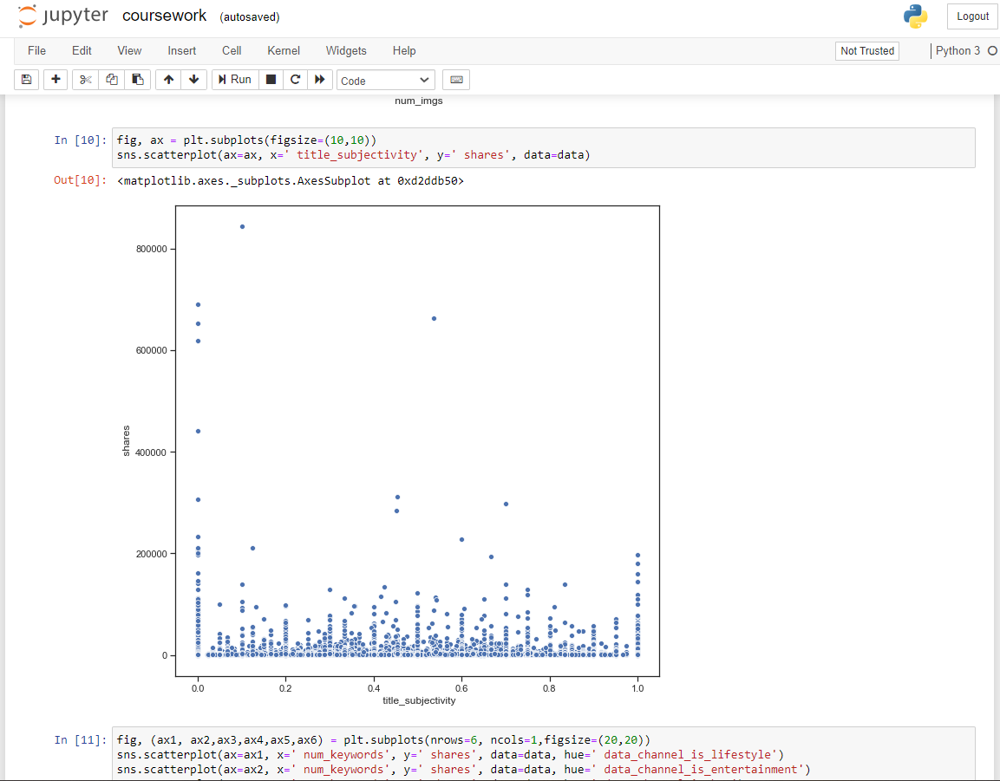 jupyter coursework (autosaved)
Logout
File Edit View Insert Cell Kernel Widgets Help
Not Trusted
Python 3
Run
Code
num_imgs
In [10]:
fig, ax = plt.subplots(figsize=(10,10))
sns.scatterplot(ax=ax, x=' title_subjectivity', y=' shares', data=data)
Out[10]:
<matplotlib.axes._subplots.AxesSubplot at 0xd2ddb50>
800000
600000
400000
200000
0
shares
0.0 0.2 0.4 0.6 0.8 1.0
title_subjectivity
In [11]:
fig, (ax1, ax2,ax3,ax4,ax5,ax6) = plt.subplots(nrows=6, ncols=1,figsize=(20,20))
sns.scatterplot(ax=ax1, x=' num_keywords', y=' shares', data=data, hue=' data_channel_is_lifestyle')
sns.scatterplot(ax=ax2, x=' num_keywords', y=' shares', data=data, hue=' data_channel_is_entertainment')